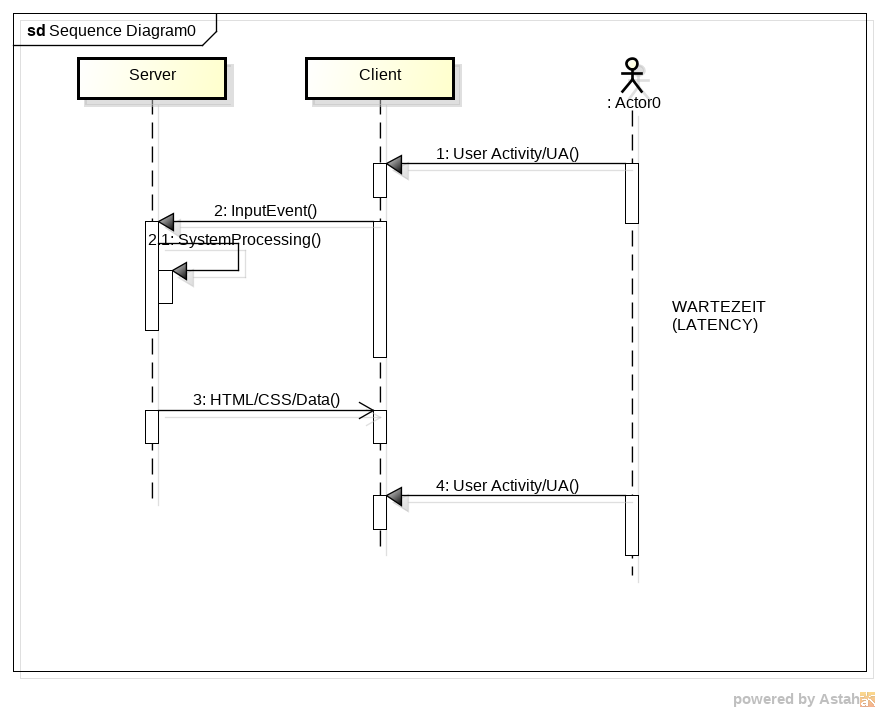 sd Sequence Diagram0
Server
Client
: Actor0
1: User Activity/UA()
2: InputEvent()
2.1: SystemProcessing()
WARTEZEIT
(LATENCY)
3: HTML/CSS/Data()
4: User Activity/UA()
powered by Astah